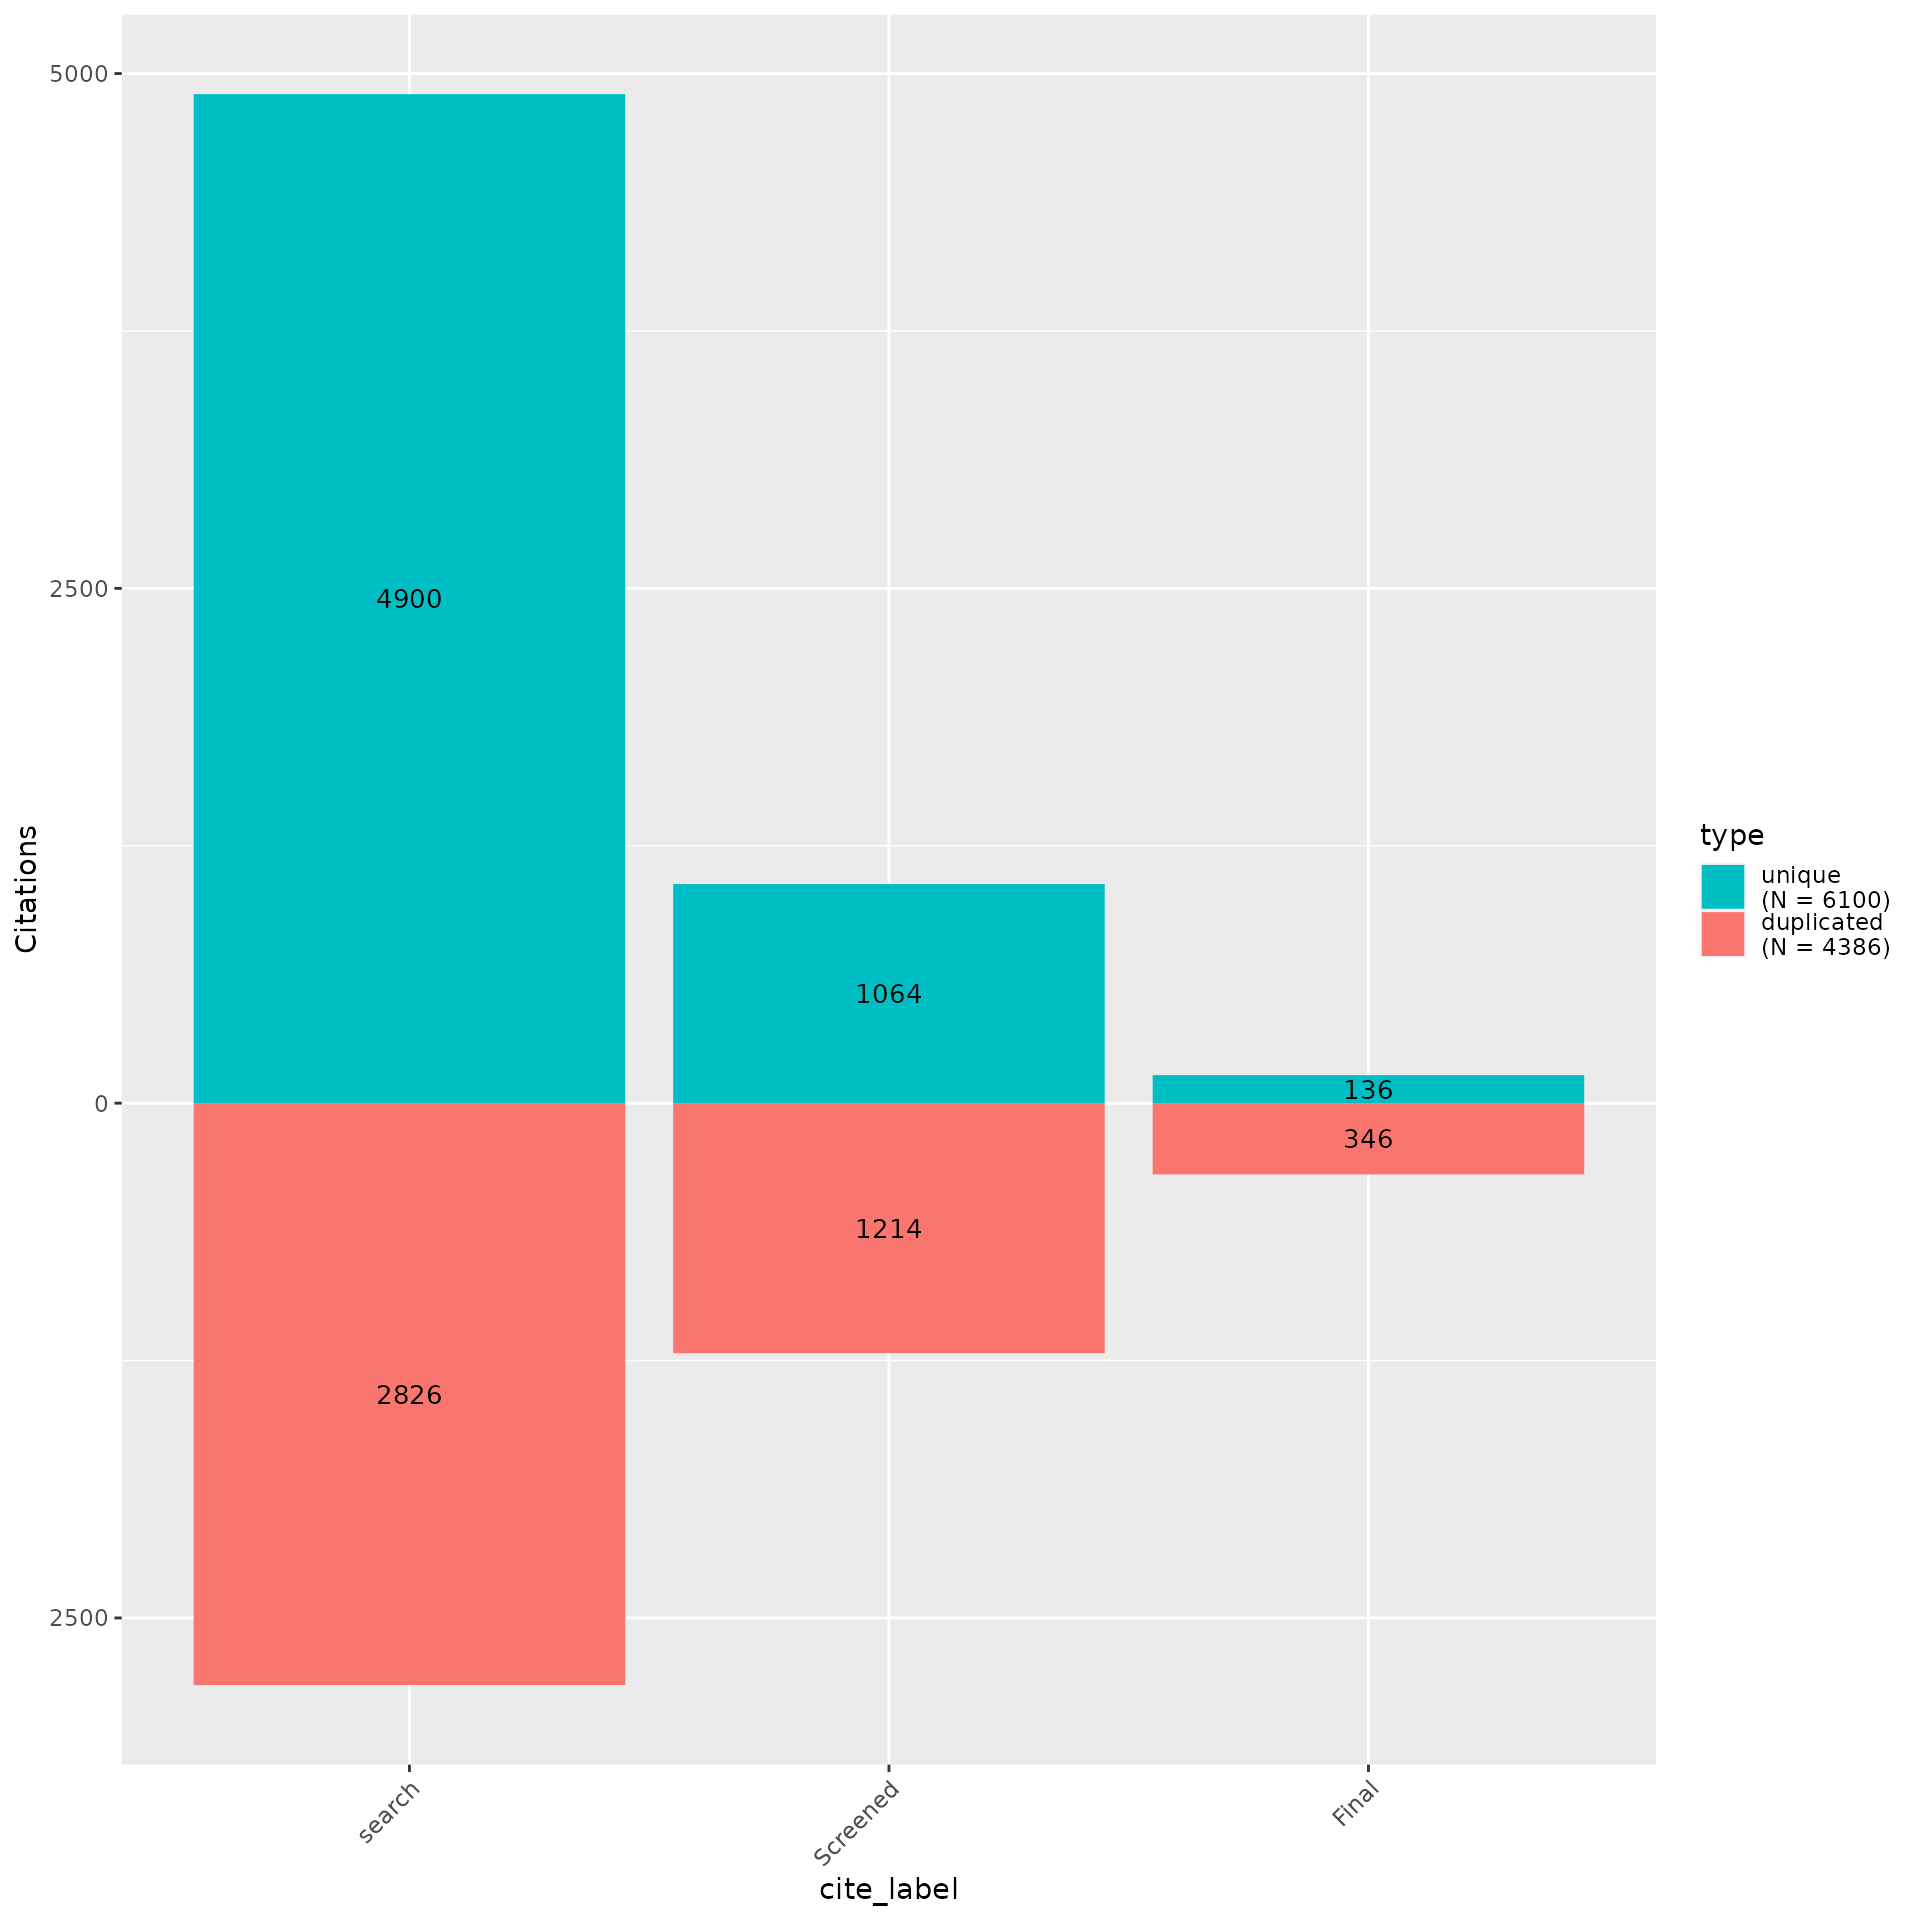 5000
2500
0
2500
Citations
4900
1064
136
346
1214
2826
search
Screened
Final
cite_label
type
unique
(N = 6100)
duplicated
(N = 4386)